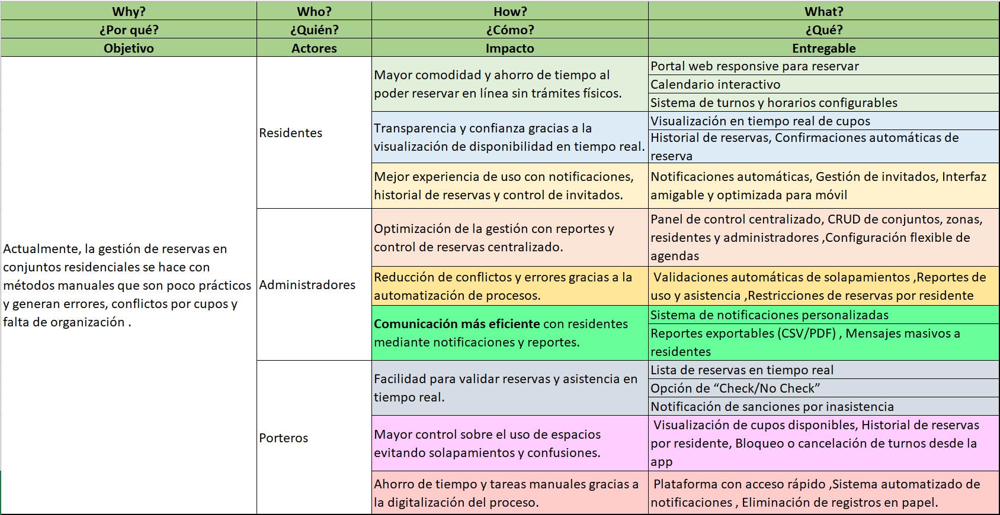 Why?
Who?
How?
What?
¿Por qué?
¿Quién?
¿Cómo?
¿Qué?
Objetivo
Actores
Impacto
Entregable
Actualmente, la gestión de reservas en
conjuntos residenciales se hace con
métodos manuales que son poco prácticos
y generan errores, conflictos por cupos y
falta de organización .
Residentes
Mayor comodidad y ahorro de tiempo al
poder reservar en línea sin trámites físicos.
Portal web responsive para reservar
Calendario interactivo
Sistema de turnos y horarios configurables
Transparencia y confianza gracias a la
visualización de disponibilidad en tiempo real.
Visualización en tiempo real de cupos
Historial de reservas, Confirmaciones automáticas de
reserva
Mejor experiencia de uso con notificaciones,
historial de reservas y control de invitados.
Notificaciones automáticas, Gestión de invitados, Interfaz
amigable y optimizada para móvil
Administradores
Optimización de la gestión con reportes y
control de reservas centralizado.
Panel de control centralizado, CRUD de conjuntos, zonas,
residentes y administradores ,Configuración flexible de
agendas
Reducción de conflictos y errores gracias a la
automatización de procesos.
Validaciones automáticas de solapamientos ,Reportes de
uso y asistencia ,Restricciones de reservas por residente
Comunicación más eficiente con residentes
mediante notificaciones y reportes.
Sistema de notificaciones personalizadas
Reportes exportables (CSV/PDF) , Mensajes masivos a
residentes
Porteros
Facilidad para validar reservas y asistencia en
tiempo real.
Lista de reservas en tiempo real
Opción de “Check/No Check”
Notificación de sanciones por inasistencia
Mayor control sobre el uso de espacios
evitando solapamientos y confusiones.
Visualización de cupos disponibles, Historial de reservas
por residente, Bloqueo o cancelación de turnos desde la
app
Ahorro de tiempo y tareas manuales gracias a
la digitalización del proceso.
Plataforma con acceso rápido ,Sistema automatizado de
notificaciones , Eliminación de registros en papel.